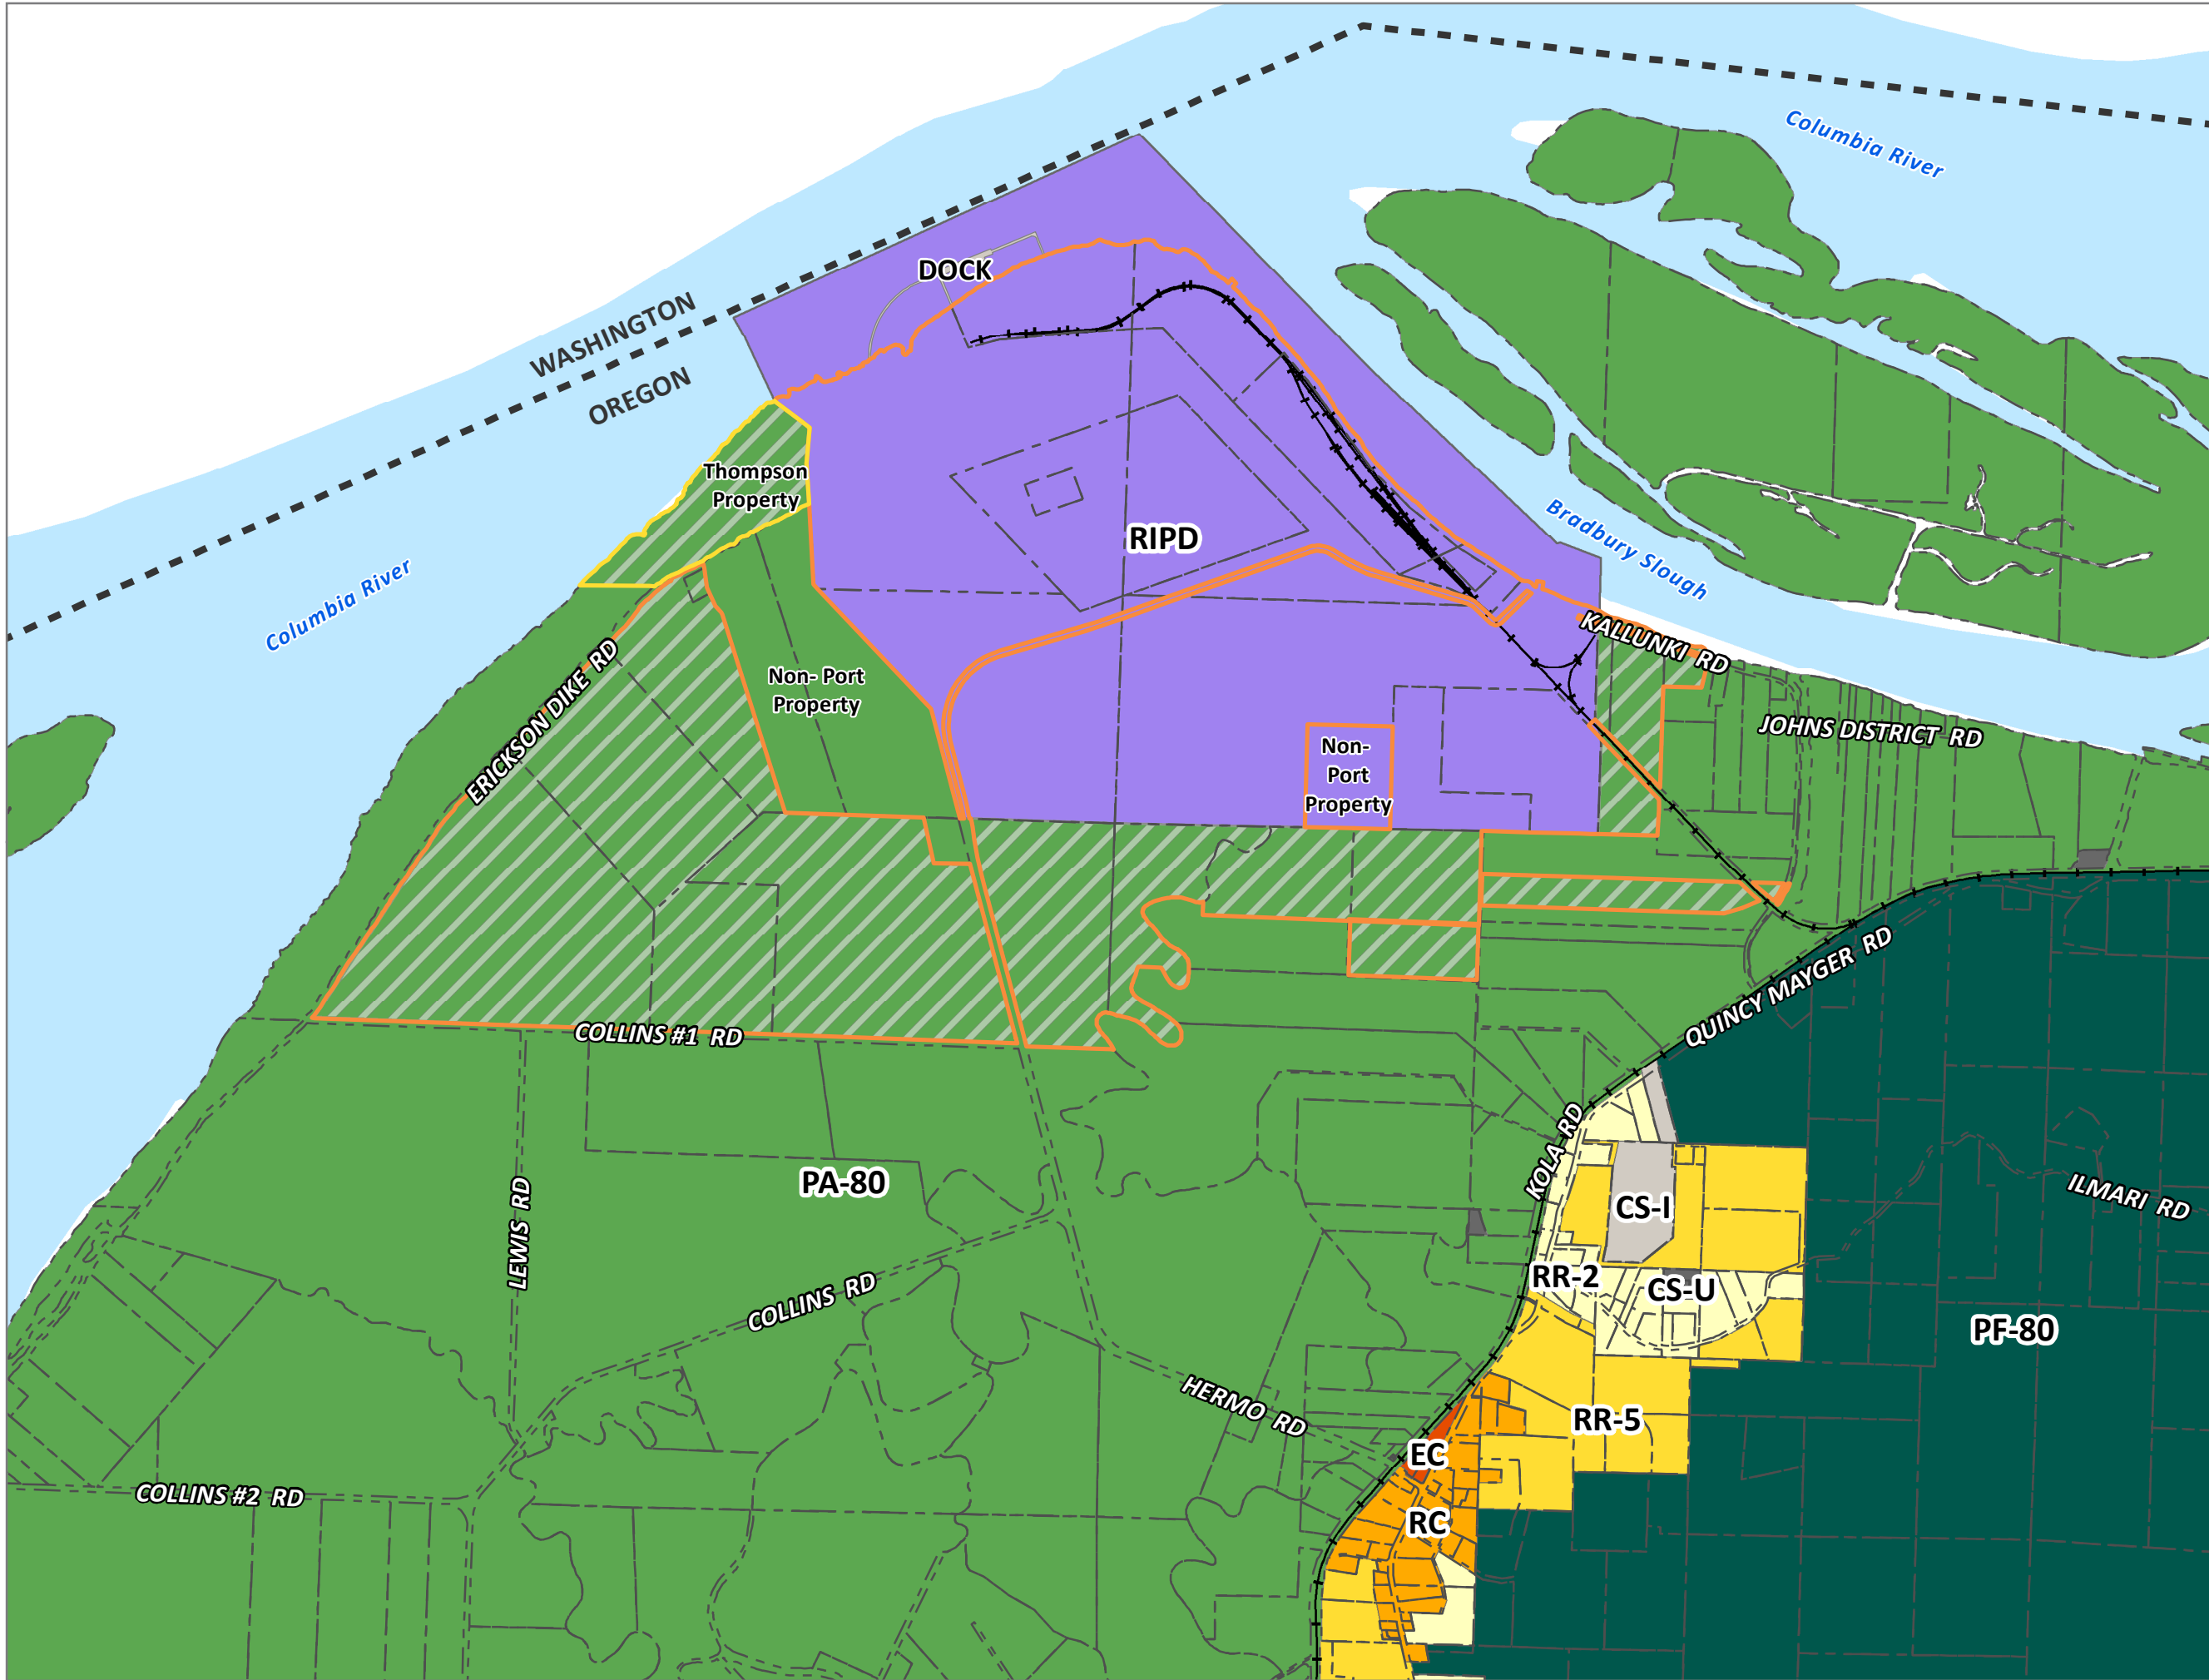 Columbia River
DOCK
WASHINGTON
OREGON
Thompson
Property
RIPD
Bradbury Slough
Columbia River
KALLUNKI RD
ERICKSON DIKE RD
Non- Port
Property
JOHNS DISTRICT RD
Non-
Port
Property
QUINCY MAYGER RD
COLLINS #1 RD
KOLA RD
PA-80
ILMARI RD
CS-I
LEWIS RD
RR-2
CS-U
COLLINS RD
PF-80
HERMO RD
RR-5
EC
COLLINS #2 RD
RC